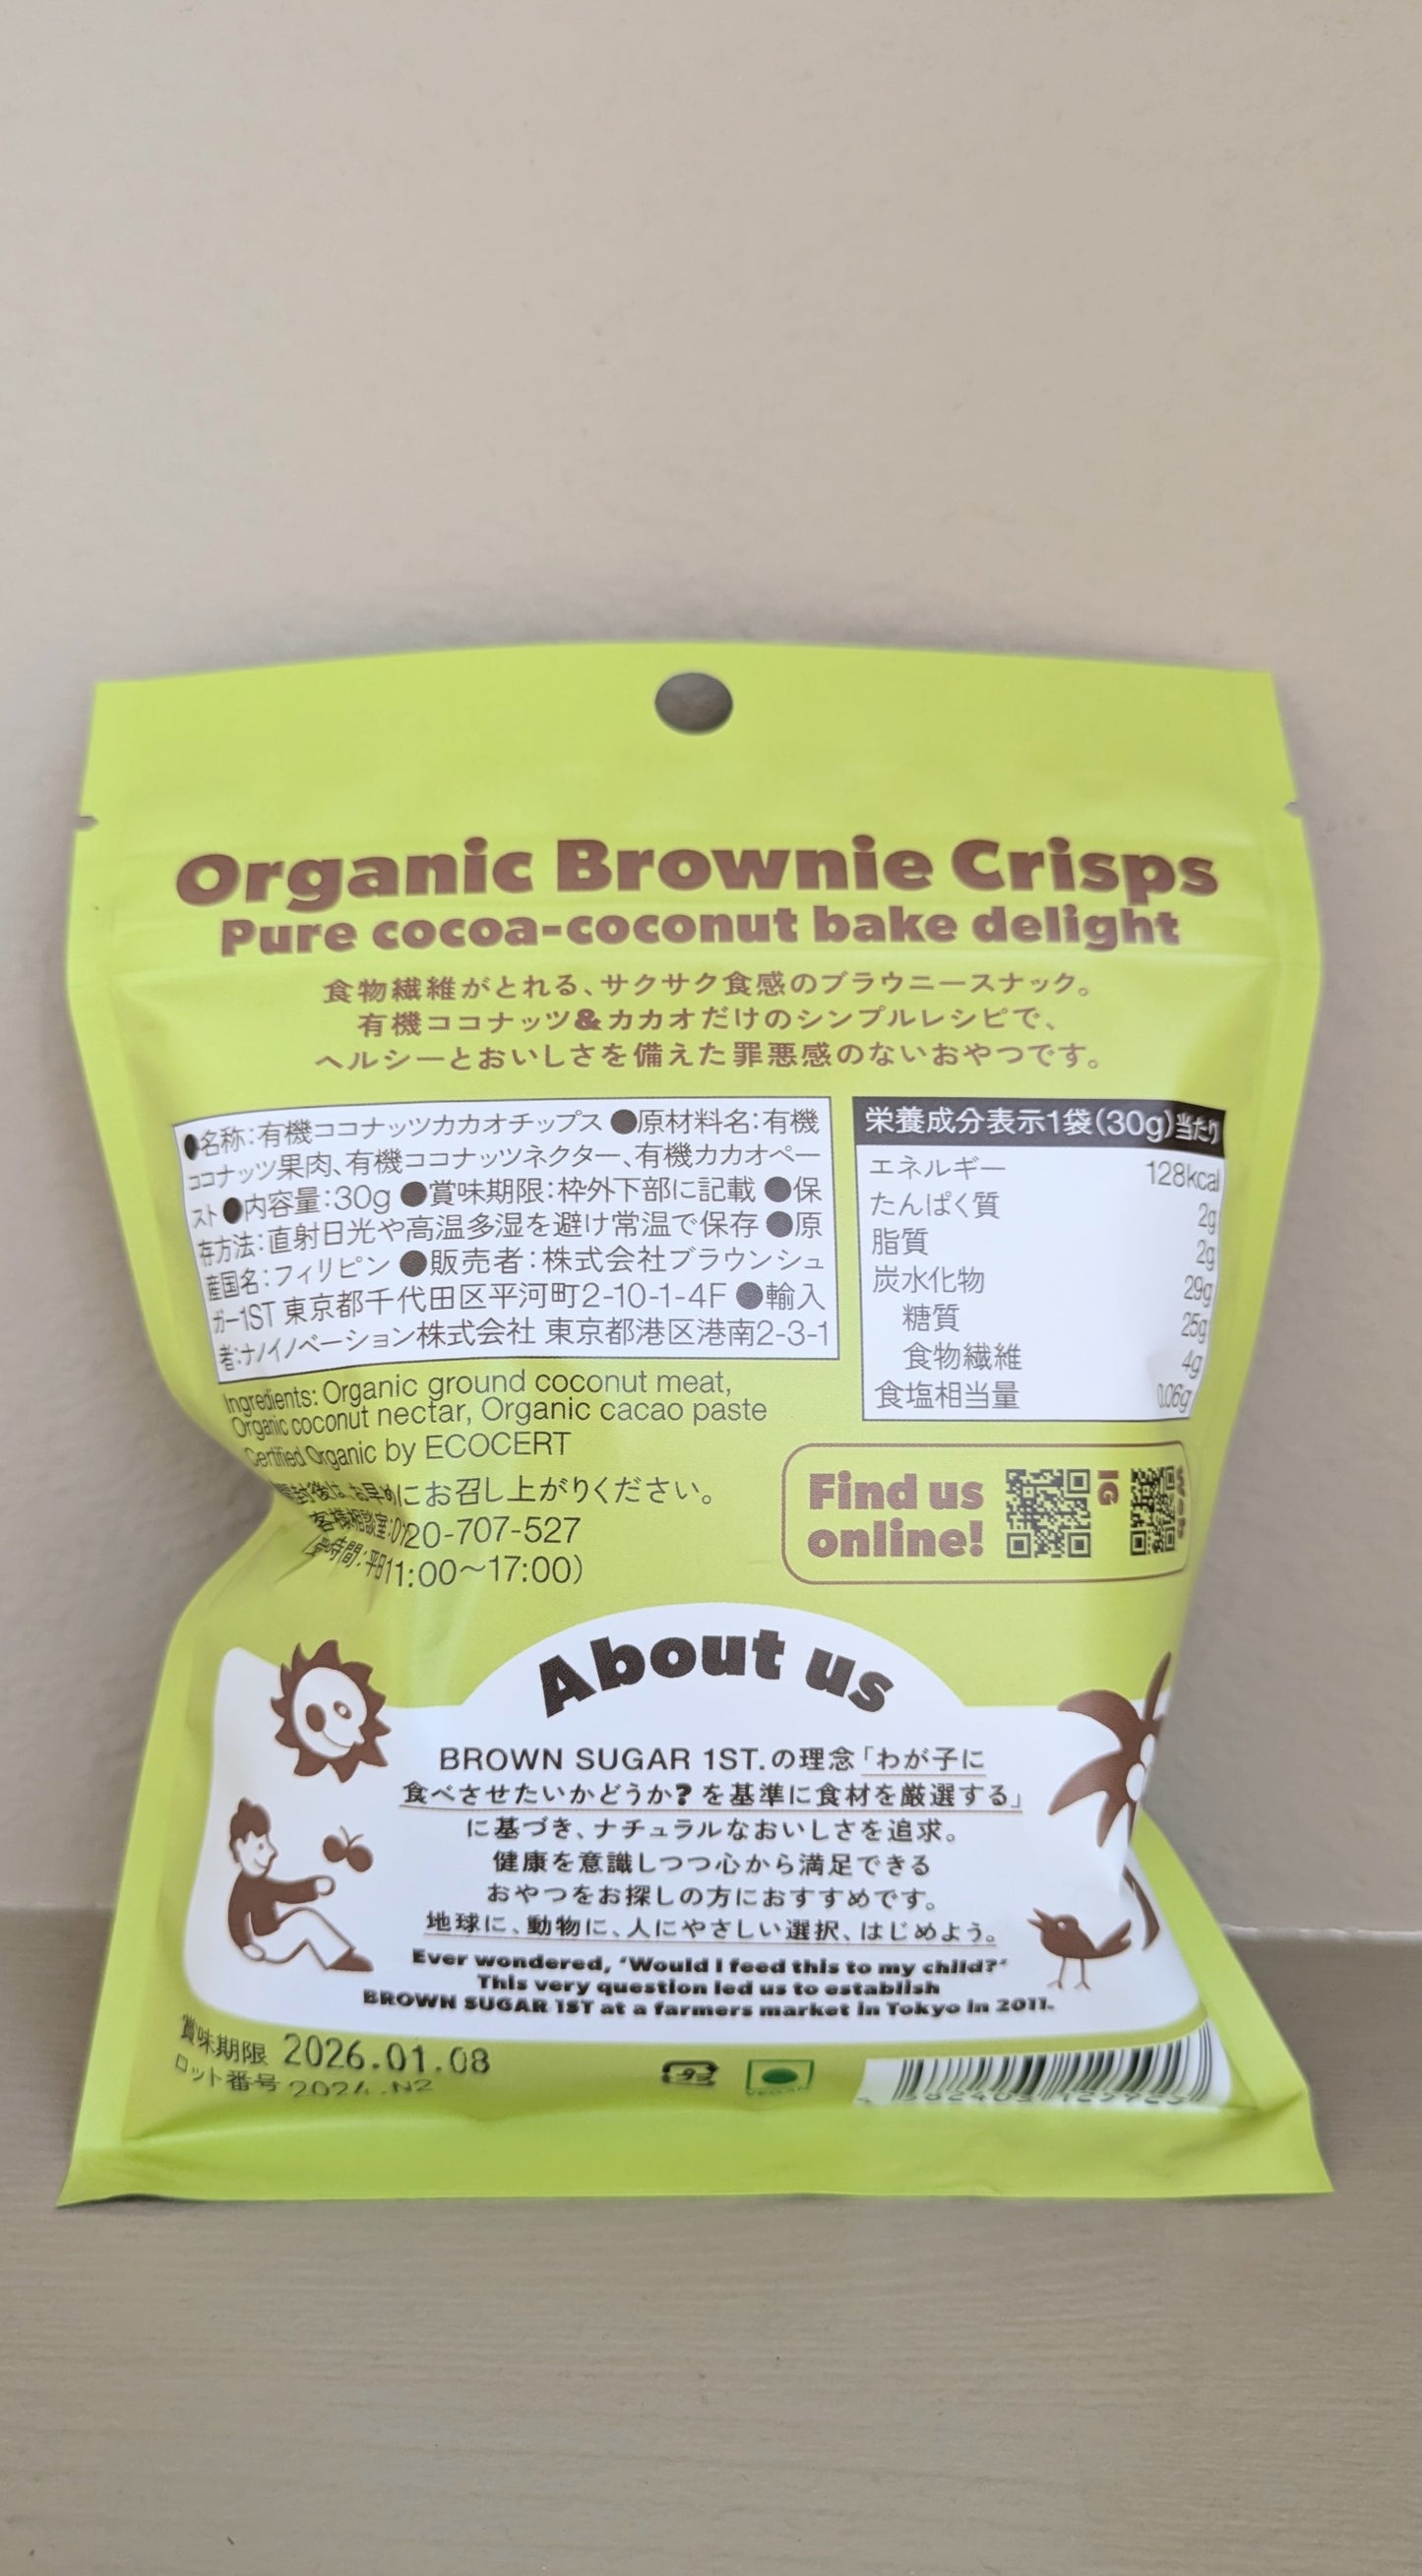 Organic Brownie Crisps
Pure cocoa-coconut bake delight
食物繊維がとれる、サクサク食感のブラウニースナック。
有機ココナッツ&カカオだけのシンプルレシピで、
ヘルシーとおいしさを備えた罪悪感のないおやつです。
●名称:有機ココナッツカカオチップス ●原材料名:有機
ココナッツ果肉、有機ココナッツネクター、有機カカオペー
スト ●内容量:30g ●賞味期限:枠外下部に記載 ●保
存方法:直射日光や高温多湿を避け常温で保存 ●原
産国名:フィリピン ●販売者:株式会社ブラウンシュ
ガー1ST 東京都千代田区平河町2-10-1-4F ●輸入
者:ナノイノベーション株式会社 東京都港区港南2-3-1
栄養成分表示1袋(30g)当たり
エネルギー 128kcal
たんぱく質 2g
脂質 2g
炭水化物 29g
糖質 25g
食物繊維 4g
食塩相当量 0.06g
Ingredients: Organic ground coconut meat,
Organic coconut nectar, Organic cacao paste
Certified Organic by ECOCERT
開封後は、お早めにお召し上がりください。
客様相談室:0120-707-527
時間:平日11:00〜17:00)
Find us
online!
IG
Web
About us
BROWN SUGAR 1ST.の理念「わが子に
食べさせたいかどうか?を基準に食材を厳選する」
に基づき、ナチュラルなおいしさを追求。
健康を意識しつつ心から満足できる
おやつをお探しの方におすすめです。
地球に、動物に、人にやさしい選択、はじめよう。
Ever wondered, "Would I feed this to my child?"
This very question led us to establish
BROWN SUGAR 1ST at a farmers market in Tokyo in 2011.
賞味期限 2026.01.08
ロット番号 2024.N2
プラ
VEGAN